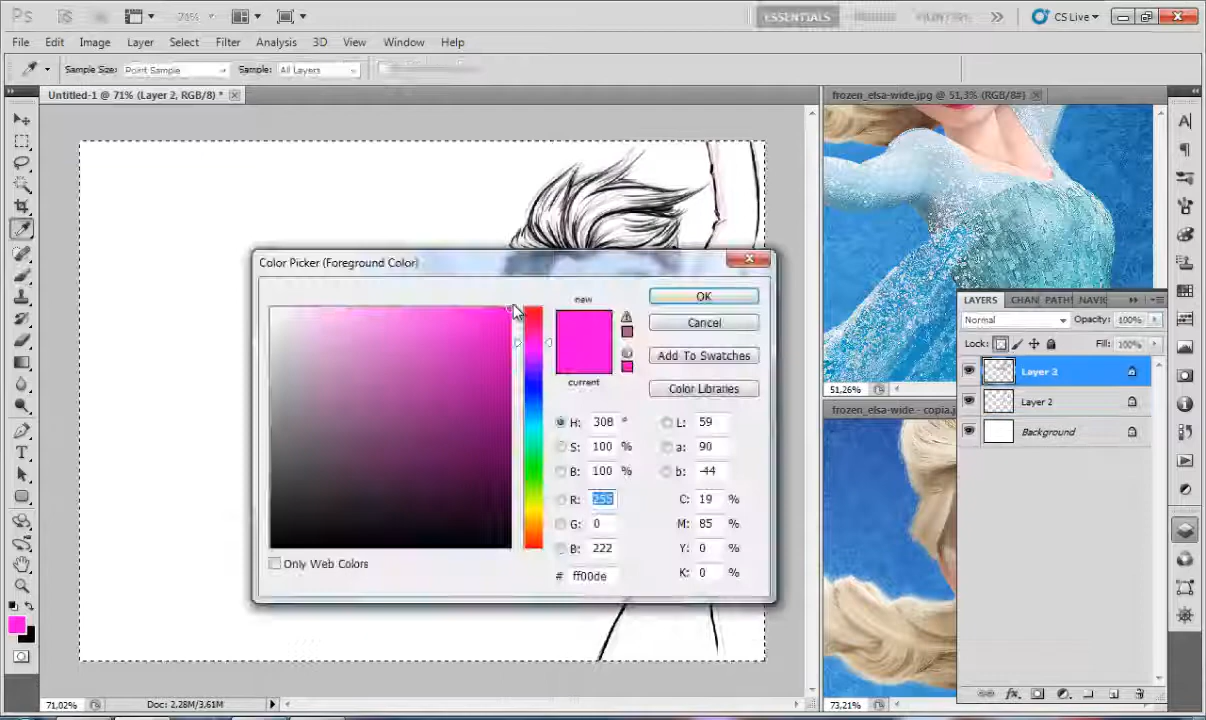 Ps
ESSENTIALS
CS Live
File Edit Image Layer Select Filter Analysis 3D View Window Help
Sample Size: Point Sample Sample: All Layers
Untitled-1 @ 71% (Layer 2, RGB/8) *
frozen_elsa-wide.jpg @ 51,3% (RGB/8#)
Color Picker (Foreground Color)
new
OK
Cancel
Add To Swatches
current
Color Libraries
H: 308 °
L: 59
S: 100 %
a: 90
B: 100 %
b: -44
R: 255
C: 19 %
G: 0
M: 85 %
B: 222
Y: 0 %
# ff00de
K: 0 %
Only Web Colors
LAYERS CHAN PATHS NAVIC
Normal Opacity: 100%
Lock: Fill: 100%
Layer 3
Layer 2
Background
51,26%
frozen_elsa-wide - copia.j
71,02% Doc: 2,28M/3,61M
73,21%